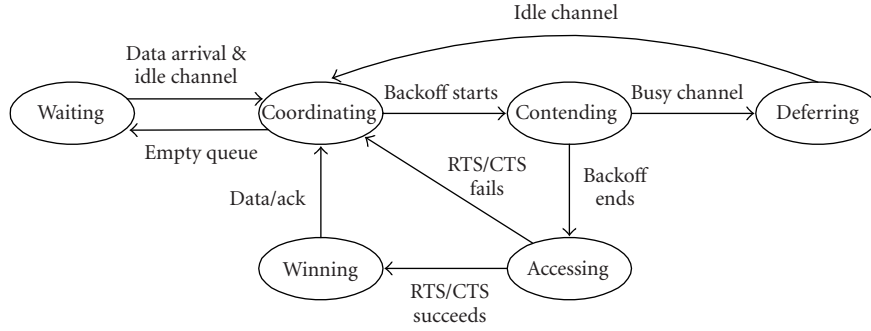 Idle channel
Data arrival &
idle channel
Waiting
Coordinating
Backoff starts
Contending
Busy channel
Deferring
Empty queue
RTS/CTS
fails
Backoff
ends
Data/ack
Winning
Accessing
RTS/CTS
succeeds